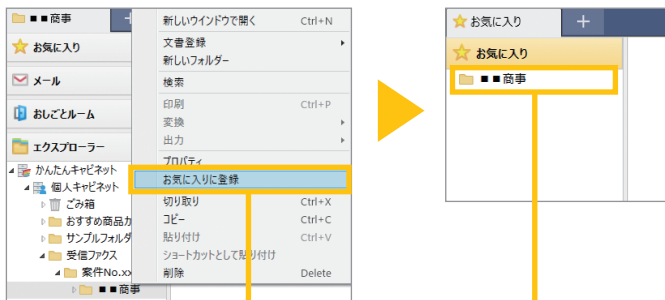 ■■商事
+
お気に入り
メール
おしごとルーム
エクスプローラー
かんたんキャビネット
個人キャビネット
ごみ箱
おすすめ商品カ
サンプルフォルダ
受信ファクス
案件No.xx
■■商事
新しいウインドウで開く Ctrl+N
文書登録
新しいフォルダー
検索
印刷 Ctrl+P
変換
出力
プロパティ
お気に入りに登録
切り取り Ctrl+X
コピー Ctrl+C
貼り付け Ctrl+V
ショートカットとして貼り付け
削除 Delete
お気に入り +
お気に入り
■■商事